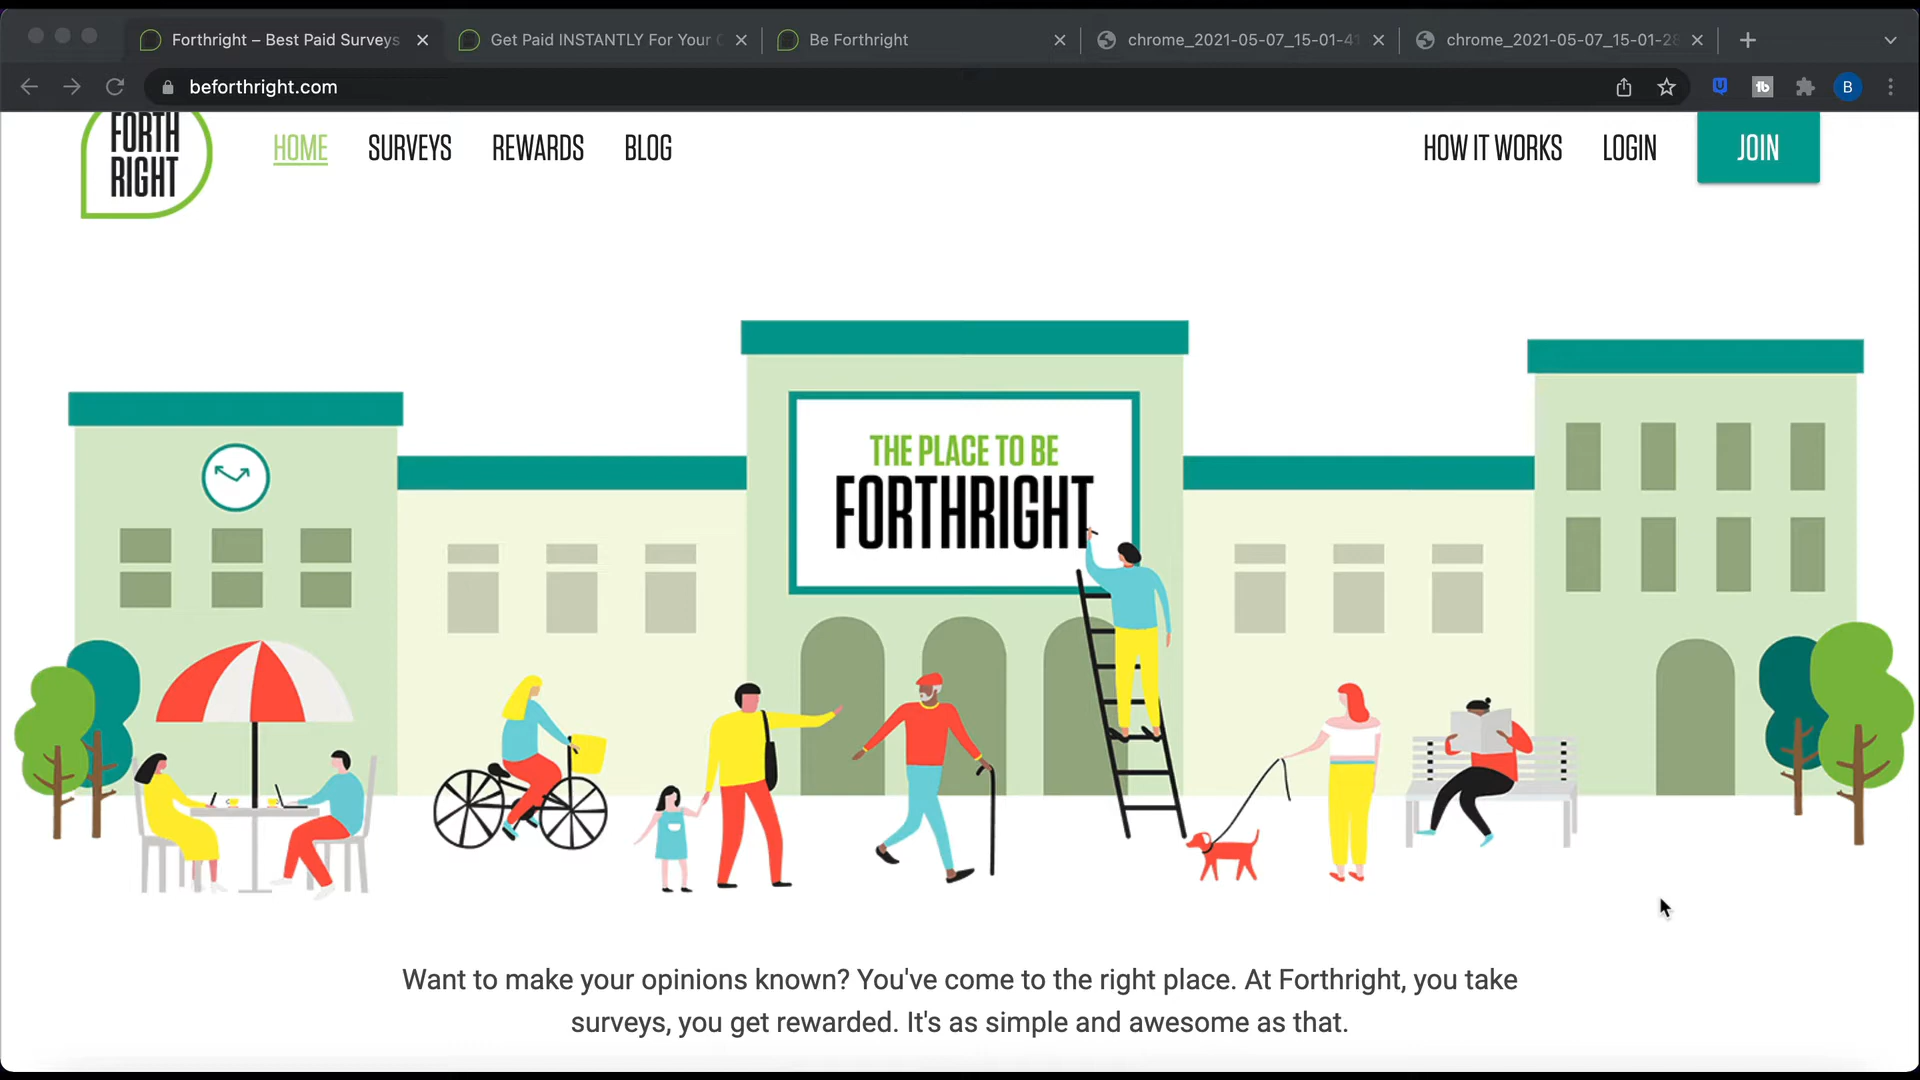 Forthright – Best Paid Surveys
Get Paid INSTANTLY For Your
Be Forthright
chrome_2021-05-07_15-01-41
chrome_2021-05-07_15-01-28
beforthright.com
B
FORTH
RIGHT
HOME
SURVEYS
REWARDS
BLOG
HOW IT WORKS
LOGIN
JOIN
THE PLACE TO BE
FORTHRIGHT
Want to make your opinions known? You've come to the right place. At Forthright, you take
surveys, you get rewarded. It's as simple and awesome as that.